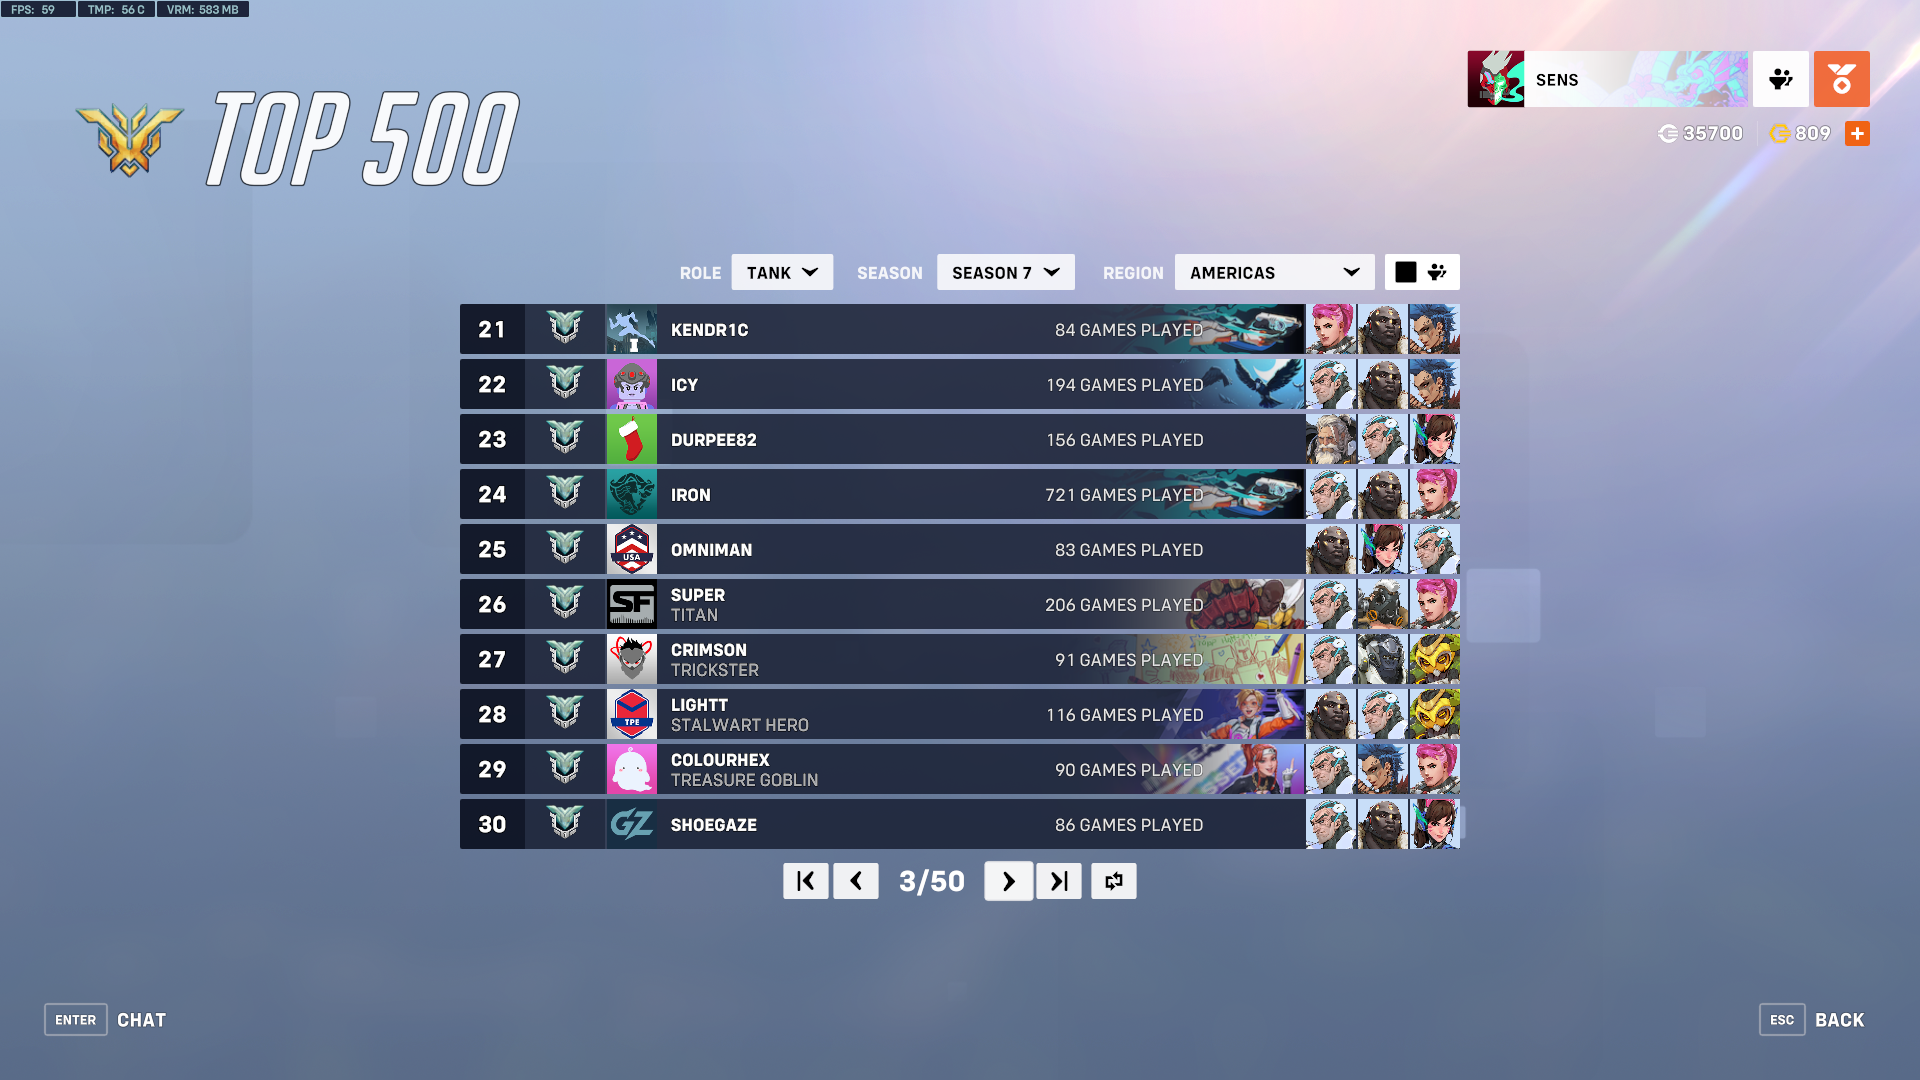 FPS: 59 TMP: 56 C VRM: 583 MB
TOP 500
SENS
35700 809
ROLE TANK SEASON SEASON 7 REGION AMERICAS
21 KENDR1C 84 GAMES PLAYED
22 ICY 194 GAMES PLAYED
23 DURPEE82 156 GAMES PLAYED
24 IRON 721 GAMES PLAYED
25 USA OMNIMAN 83 GAMES PLAYED
26 SF SUPER 206 GAMES PLAYED
TITAN
27 CRIMSON 91 GAMES PLAYED
TRICKSTER
28 TPE LIGHTT 116 GAMES PLAYED
STALWART HERO
29 COLOURHEX 90 GAMES PLAYED
TREASURE GOBLIN
30 GZ SHOEGAZE 86 GAMES PLAYED
3/50
ENTER CHAT
ESC BACK